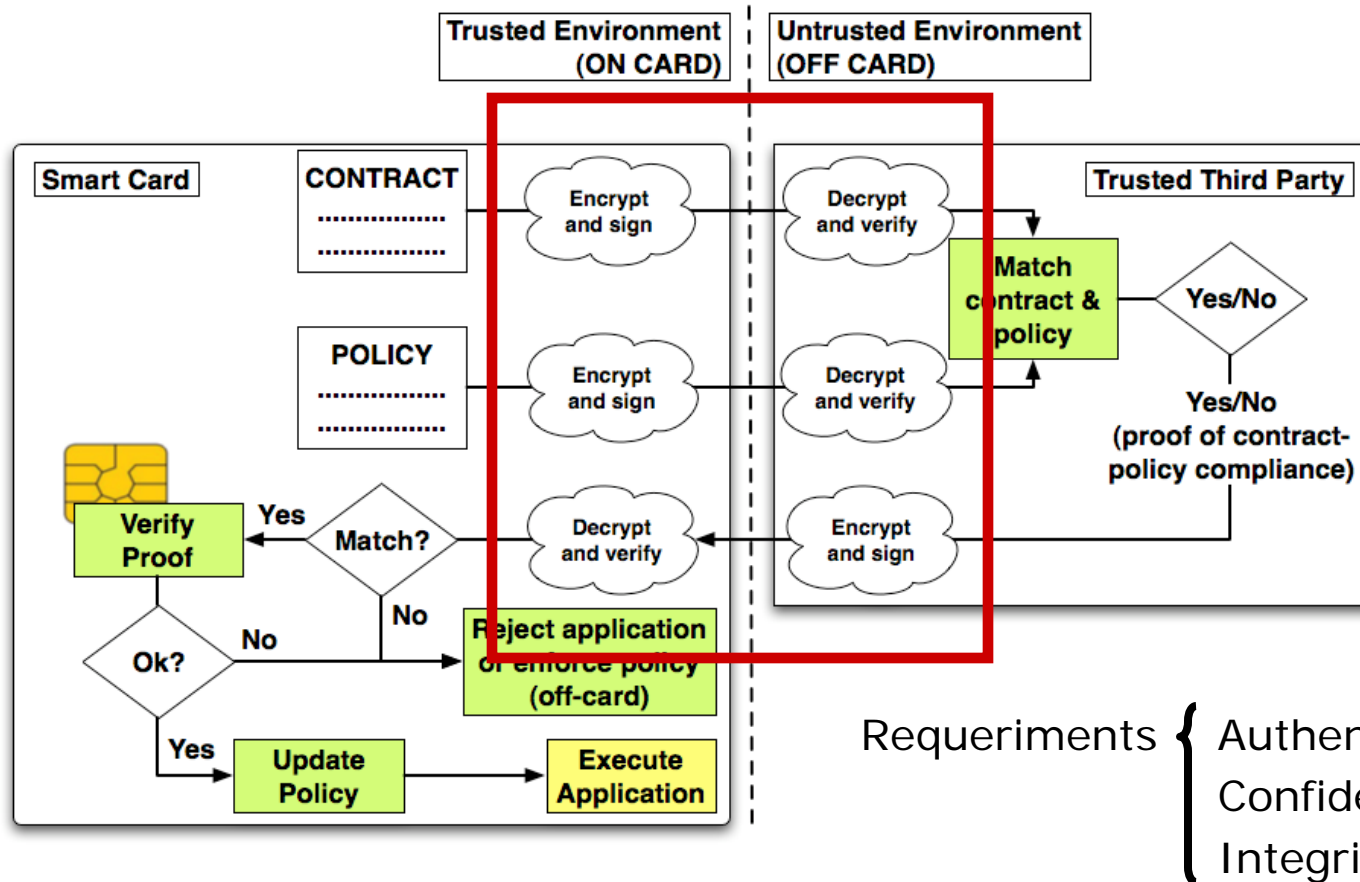 Trusted Environment
(ON CARD)
Untrusted Environment
(OFF CARD)
Smart Card
CONTRACT
Encrypt
and sign
Decrypt
and verify
Trusted Third Party
Match
contract &
policy
Yes/No
POLICY
Encrypt
and sign
Decrypt
and verify
Yes/No
(proof of contract-
policy compliance)
Verify
Proof
Yes
Match?
Decrypt
and verify
Encrypt
and sign
No
Ok?
No
Reject application
or enforce policy
(off-card)
Yes
Update
Policy
Execute
Application
Requeriments
Authen
Confide
Integri